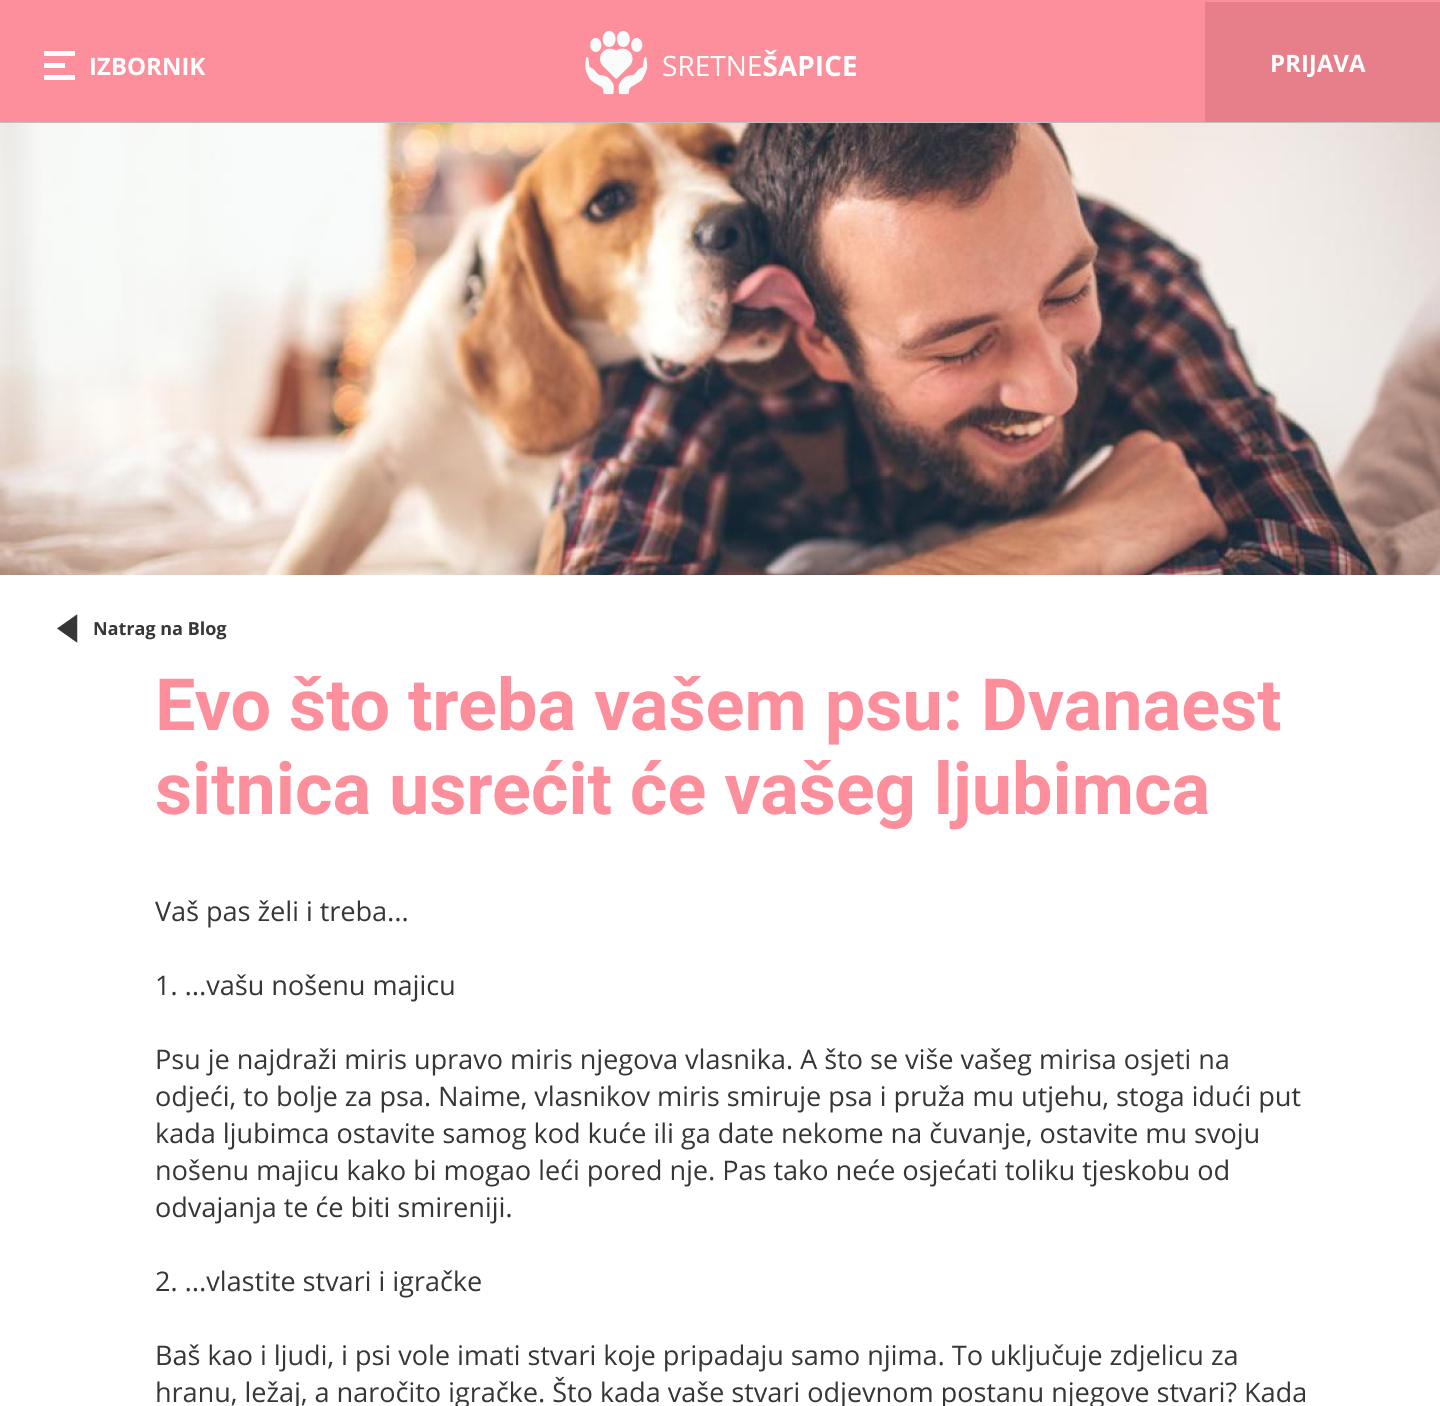 IZBORNIK
SRETNEŠAPICE
PRIJAVA
Natrag na Blog
Evo što treba vašem psu: Dvanaest
sitnica usrećit će vašeg ljubimca
Vaš pas želi i treba...
1. ...vašu nošenu majicu
Psu je najdraži miris upravo miris njegova vlasnika. A što se više vašeg mirisa osjeti na
odjeći, to bolje za psa. Naime, vlasnikov miris smiruje psa i pruža mu utjehu, stoga idući put
kada ljubimca ostavite samog kod kuće ili ga date nekome na čuvanje, ostavite mu svoju
nošenu majicu kako bi mogao leći pored nje. Pas tako neće osjećati toliku tjeskobu od
odvajanja te će biti smireniji.
2. ...vlastite stvari i igračke
Baš kao i ljudi, i psi vole imati stvari koje pripadaju samo njima. To uključuje zdjelicu za
hranu, ležaj, a naročito igračke. Što kada vaše stvari odjevnom postanu njegove stvari? Kada